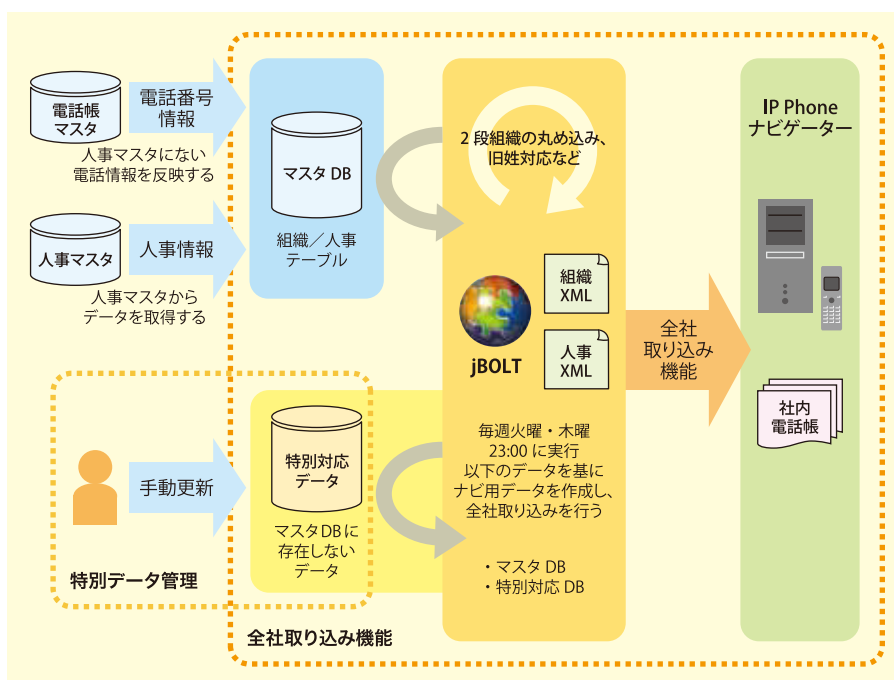 電話帳
マスタ
電話番号
情報
人事マスタにない
電話情報を反映する
人事マスタ
人事情報
人事マスタから
データを取得する
マスタ DB
組織／人事
テーブル
2 段組織の丸め込み、
旧姓対応など
組織
XML
人事
XML
jBOLT
全社
取り込み
機能
IP Phone
ナビゲーター
社内
電話帳
手動更新
特別対応
データ
マスタDBに
存在しない
データ
毎週火曜・木曜
23:00 に実行
以下のデータを基に
ナビ用データを作成し、
全社取り込みを行う
・マスタ DB
・特別対応 DB
特別データ管理
全社取り込み機能